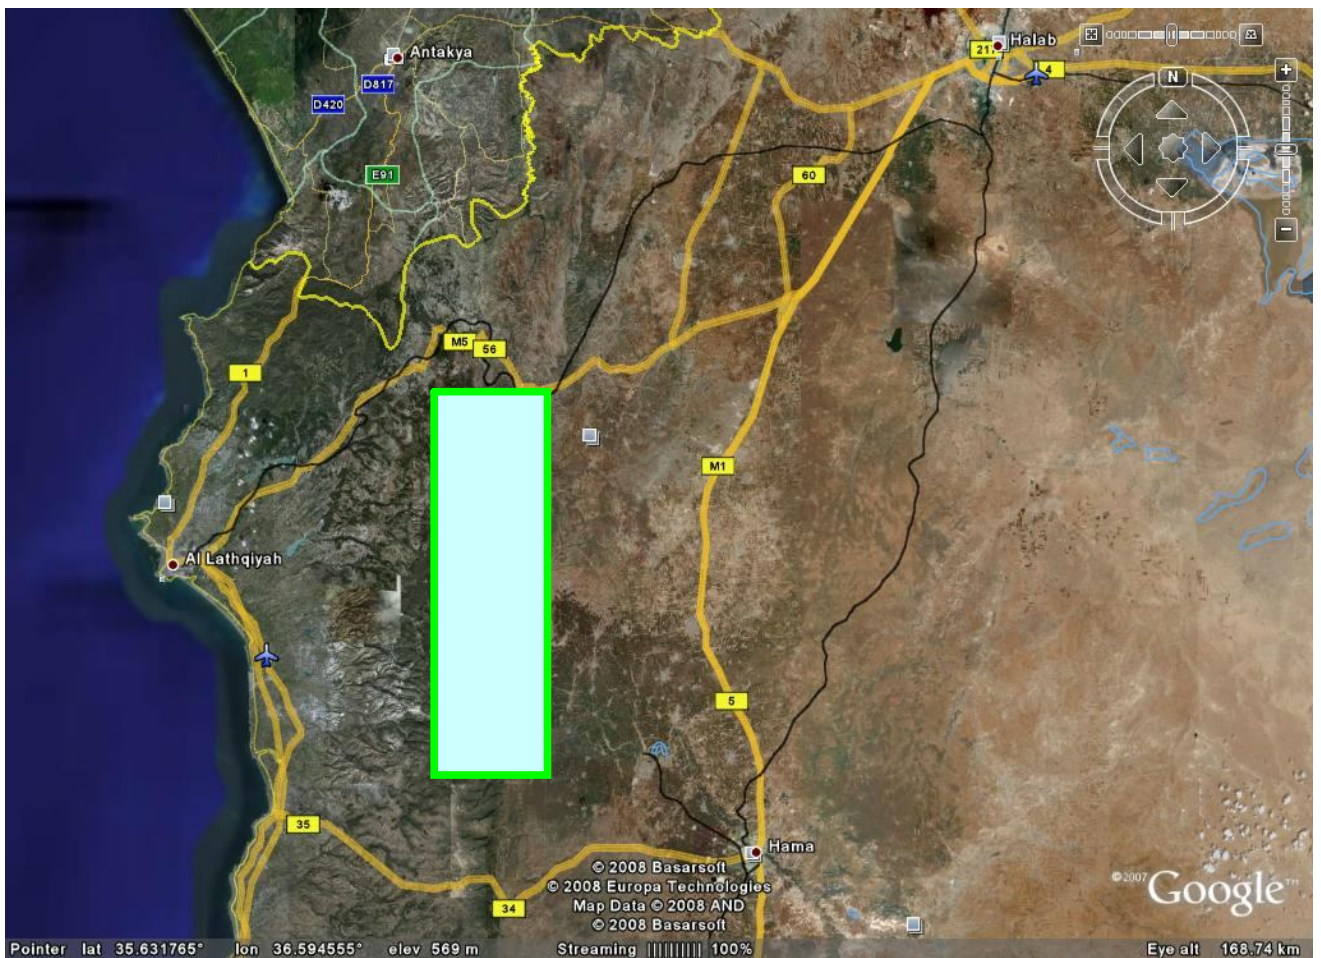 Antakya
Halab
212
4
D817
D420
N
E91
60
M5
56
1
M1
Al Lathqiyah
5
35
Hama
© 2008 Basarsoft
© 2008 Europa Technologies
Map Data © 2008 AND
© 2008 Basarsoft
34
©2007 Google™
Pointer lat 35.631765° lon 36.594555° elev 569 m Streaming 100% Eye alt 168.74 km